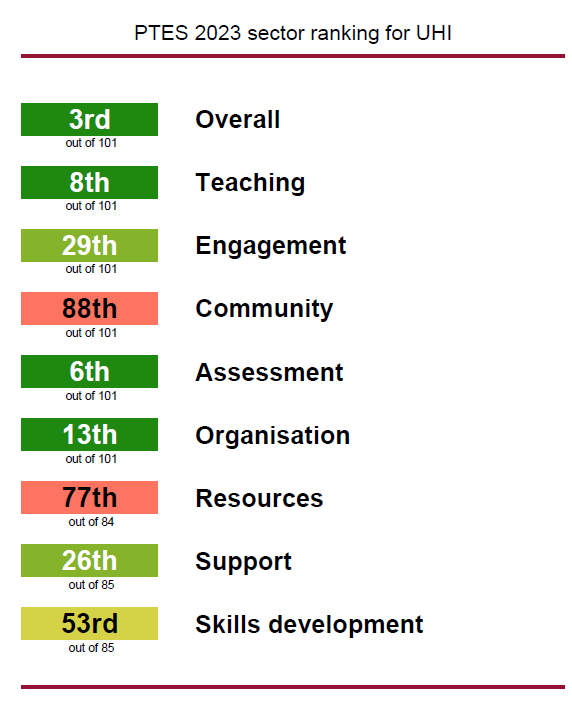 PTES 2023 sector ranking for UHI
3rd Overall
out of 101
8th Teaching
out of 101
29th Engagement
out of 101
88th Community
out of 101
6th Assessment
out of 101
13th Organisation
out of 101
77th Resources
out of 84
26th Support
out of 85
53rd Skills development
out of 85